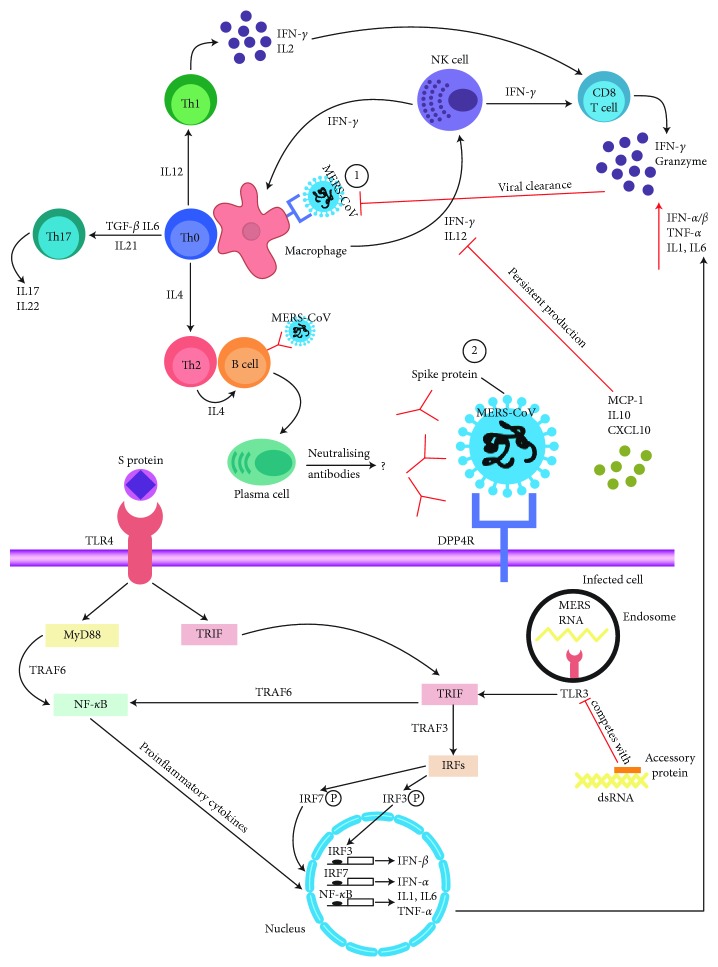 IFN-γ
IL2
NK cell
Th1
IFN-γ
CD8
T cell
IFN-γ
IFN-γ
Granzyme
IL12
MERS-CoV
1
Viral clearance
IFN-α/β
TNF-α
IL1, IL6
Th17
TGF-β IL6
IL21
Th0
Macrophage
IFN-γ
IL12
IL17
IL22
IL4
Persistent production
MERS-CoV
Th2
B cell
IL4
2
Spike protein
MERS-CoV
MCP-1
IL10
CXCL10
Neutralising
antibodies
?
Plasma cell
S protein
TLR4
DPP4R
Infected cell
MERS
RNA
Endosome
MyD88
TRIF
TRAF6
NF-κB
TRAF6
TRIF
TLR3
competes with
TRAF3
Accessory
protein
dsRNA
IRFs
Proinflammatory cytokines
IRF7 P
IRF3 P
IRF3
IFN-β
IRF7
IFN-α
NF-κB
IL1, IL6
TNF-α
Nucleus